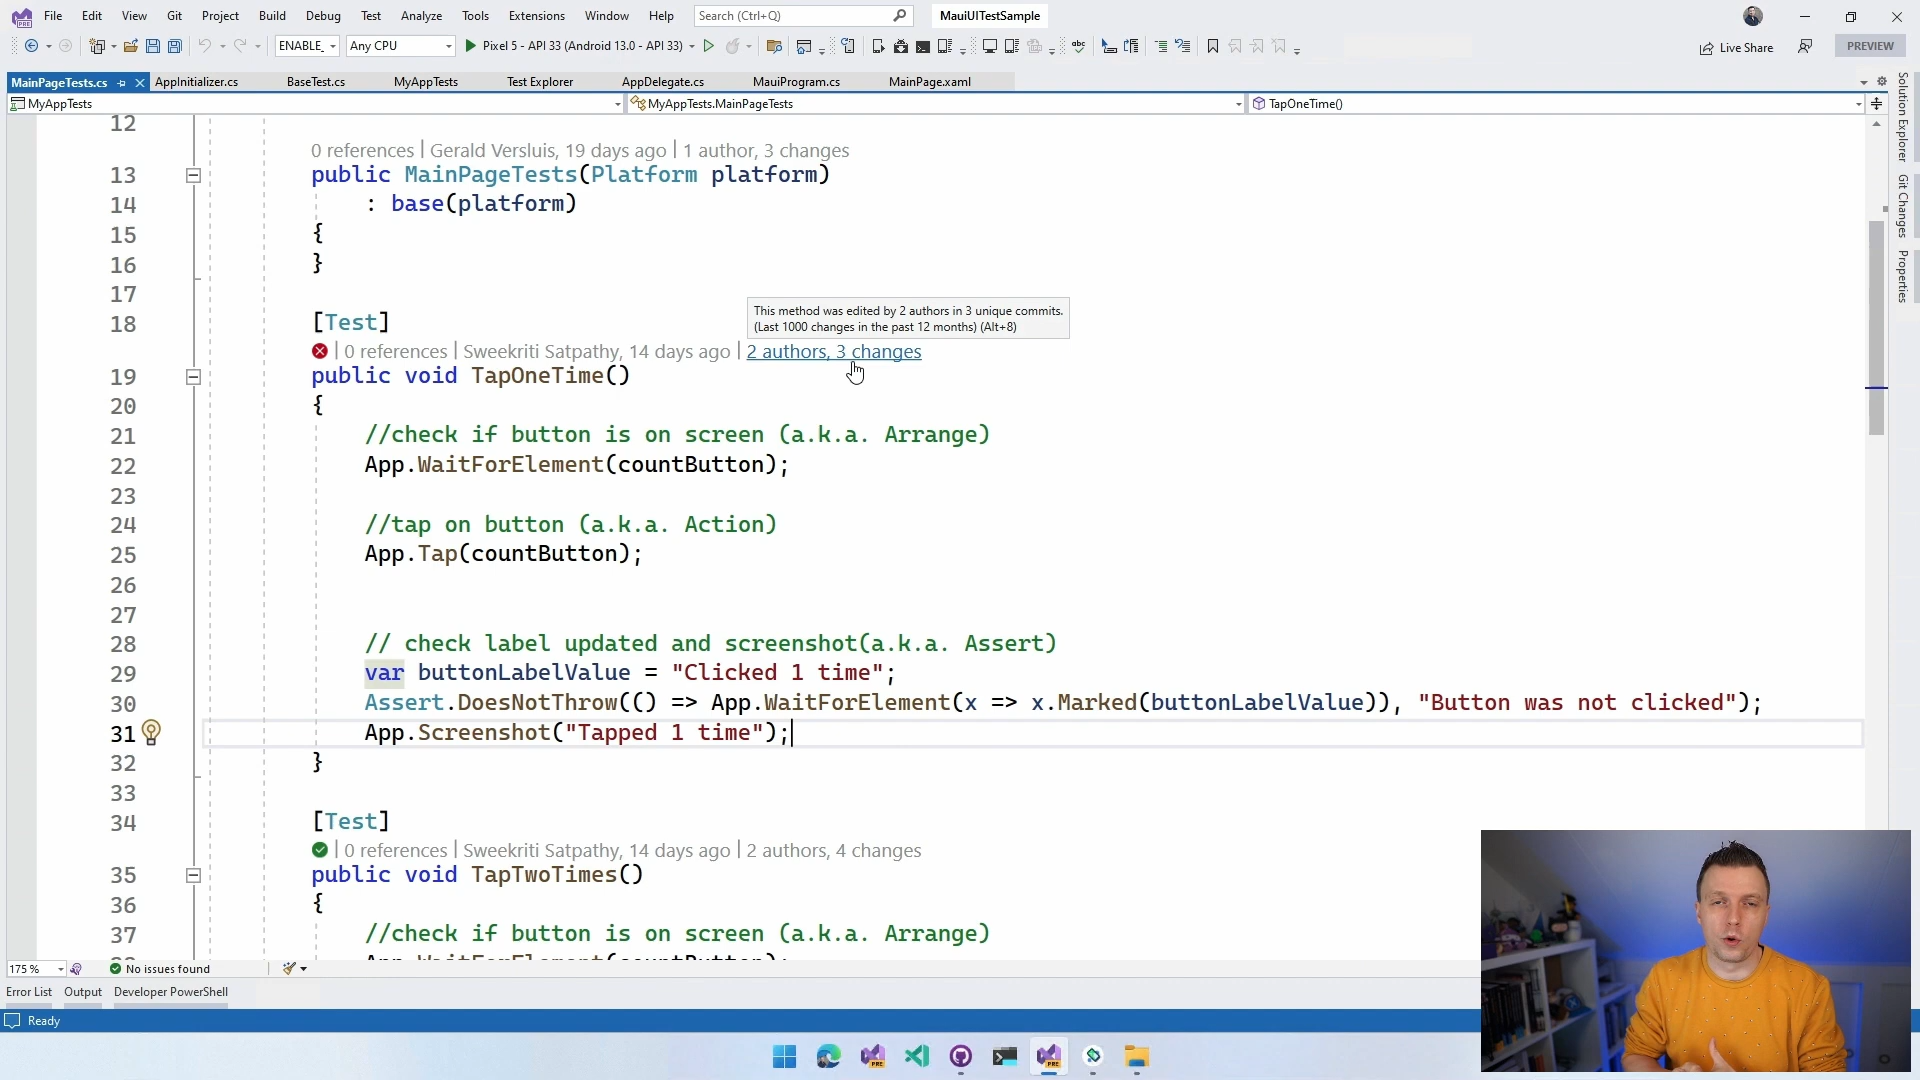 File Edit View Git Project Build Debug Test Analyze Tools Extensions Window Help Search (Ctrl+Q) MauiUITestSample
ENABLE_ Any CPU Pixel 5 - API 33 (Android 13.0 - API 33) Live Share PREVIEW
MainPageTests.cs AppInitializer.cs BaseTest.cs MyAppTests Test Explorer AppDelegate.cs MauiProgram.cs MainPage.xaml
MyAppTests MyAppTests.MainPageTests TapOneTime()
Solution Explorer
Git Changes
Properties
12
0 references | Gerald Versluis, 19 days ago | 1 author, 3 changes
13 public MainPageTests(Platform platform)
14 : base(platform)
15 {
16 }
17
This method was edited by 2 authors in 3 unique commits.
(Last 1000 changes in the past 12 months) (Alt+8)
18 [Test]
| 0 references | Sweekriti Satpathy, 14 days ago | 2 authors, 3 changes
19 public void TapOneTime()
20 {
21 //check if button is on screen (a.k.a. Arrange)
22 App.WaitForElement(countButton);
23
24 //tap on button (a.k.a. Action)
25 App.Tap(countButton);
26
27
28 // check label updated and screenshot(a.k.a. Assert)
29 var buttonLabelValue = "Clicked 1 time";
30 Assert.DoesNotThrow(() => App.WaitForElement(x => x.Marked(buttonLabelValue)), "Button was not clicked");
31 App.Screenshot("Tapped 1 time");
32 }
33
34 [Test]
| 0 references | Sweekriti Satpathy, 14 days ago | 2 authors, 4 changes
35 public void TapTwoTimes()
36 {
37 //check if button is on screen (a.k.a. Arrange)
175 % No issues found
Error List Output Developer PowerShell
Ready